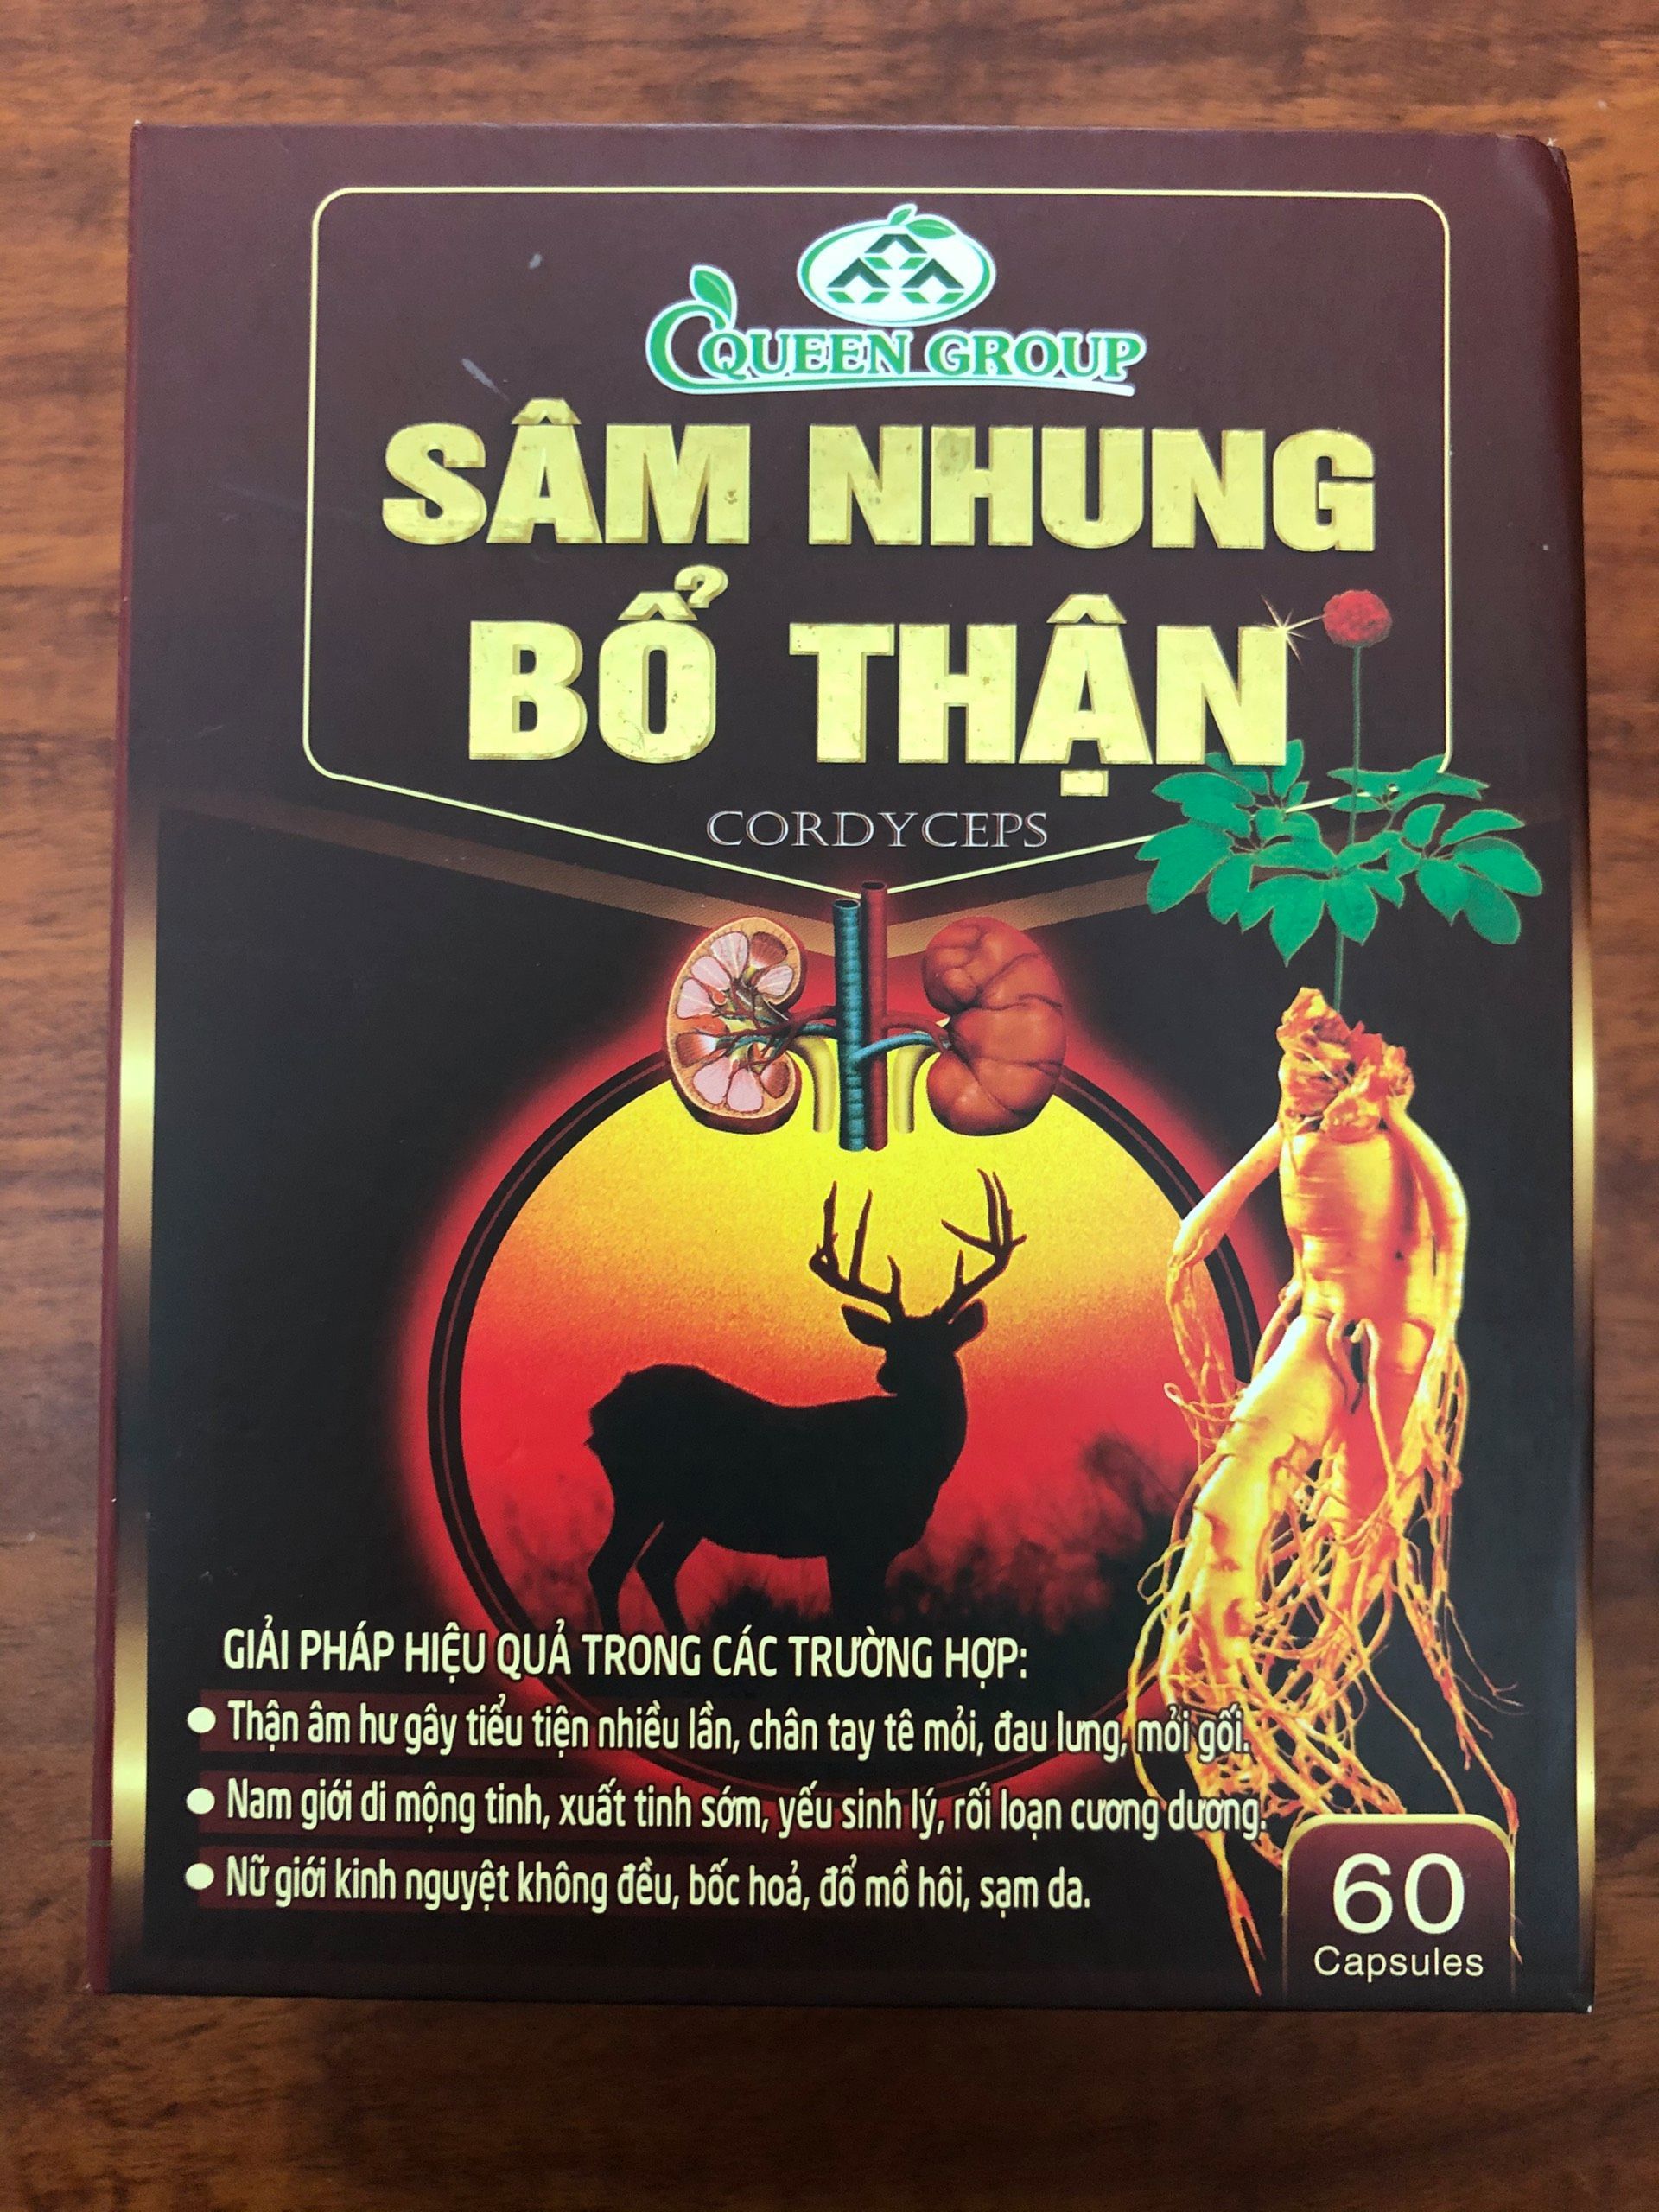 QUEEN GROUP
SÂM NHUNG
BỔ THẬN
CORDYCEPS
GIẢI PHÁP HIỆU QUẢ TRONG CÁC TRƯỜNG HỢP:
● Thận âm hư gây tiểu tiện nhiều lần, chân tay tê mỏi, đau lưng, mỏi gối.
● Nam giới di mộng tinh, xuất tinh sớm, yếu sinh lý, rối loạn cương dương.
● Nữ giới kinh nguyệt không đều, bốc hoả, đổ mồ hôi, sạm da.
60
Capsules